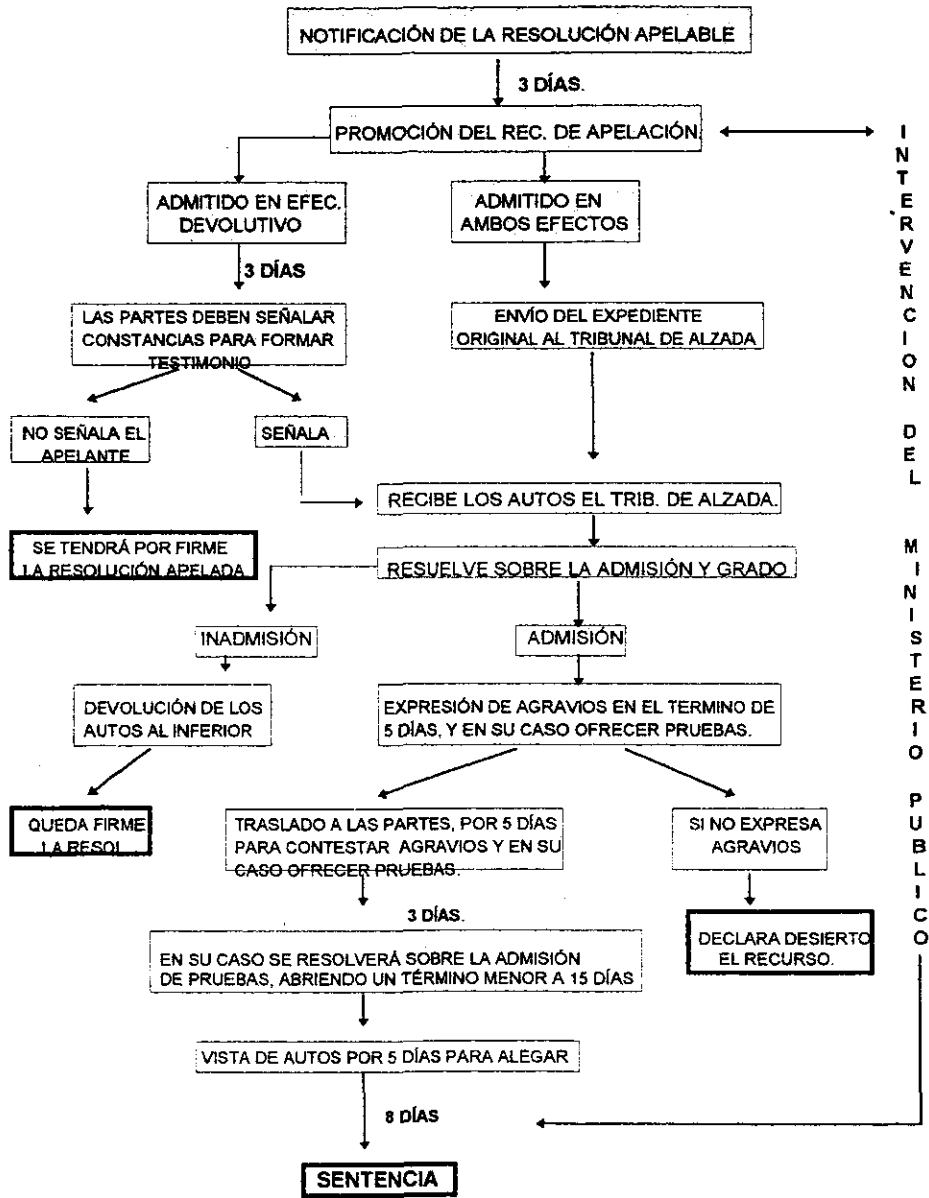 NOTIFICACIÓN DE LA RESOLUCIÓN APELABLE
3 DÍAS.
PROMOCIÓN DEL REC. DE APELACIÓN.
ADMITIDO EN EFEC.
DEVOLUTIVO
ADMITIDO EN
AMBOS EFECTOS
3 DÍAS
LAS PARTES DEBEN SEÑALAR
CONSTANCIAS PARA FORMAR
TESTIMONIO
ENVÍO DEL EXPEDIENTE
ORIGINAL AL TRIBUNAL DE ALZADA
NO SEÑALA EL
APELANTE
SEÑALA
RECIBE LOS AUTOS EL TRIB. DE ALZADA.
SE TENDRÁ POR FIRME
LA RESOLUCIÓN APELADA
RESUELVE SOBRE LA ADMISIÓN Y GRADO
INADMISIÓN
ADMISIÓN
DEVOLUCIÓN DE LOS
AUTOS AL INFERIOR
EXPRESIÓN DE AGRAVIOS EN EL TERMINO DE
5 DÍAS, Y EN SU CASO OFRECER PRUEBAS.
QUEDA FIRME
LA RESOL
TRASLADO A LAS PARTES, POR 5 DÍAS
PARA CONTESTAR AGRAVIOS Y EN SU
CASO OFRECER PRUEBAS.
SI NO EXPRESA
AGRAVIOS
3 DÍAS.
DECLARA DESIERTO
EL RECURSO.
EN SU CASO SE RESOLVERÁ SOBRE LA ADMISIÓN
DE PRUEBAS, ABRIENDO UN TÉRMINO MENOR A 15 DÍAS
VISTA DE AUTOS POR 5 DÍAS PARA ALEGAR
8 DÍAS
SENTENCIA
INTERVENCION DEL MINISTERIO PUBLICO